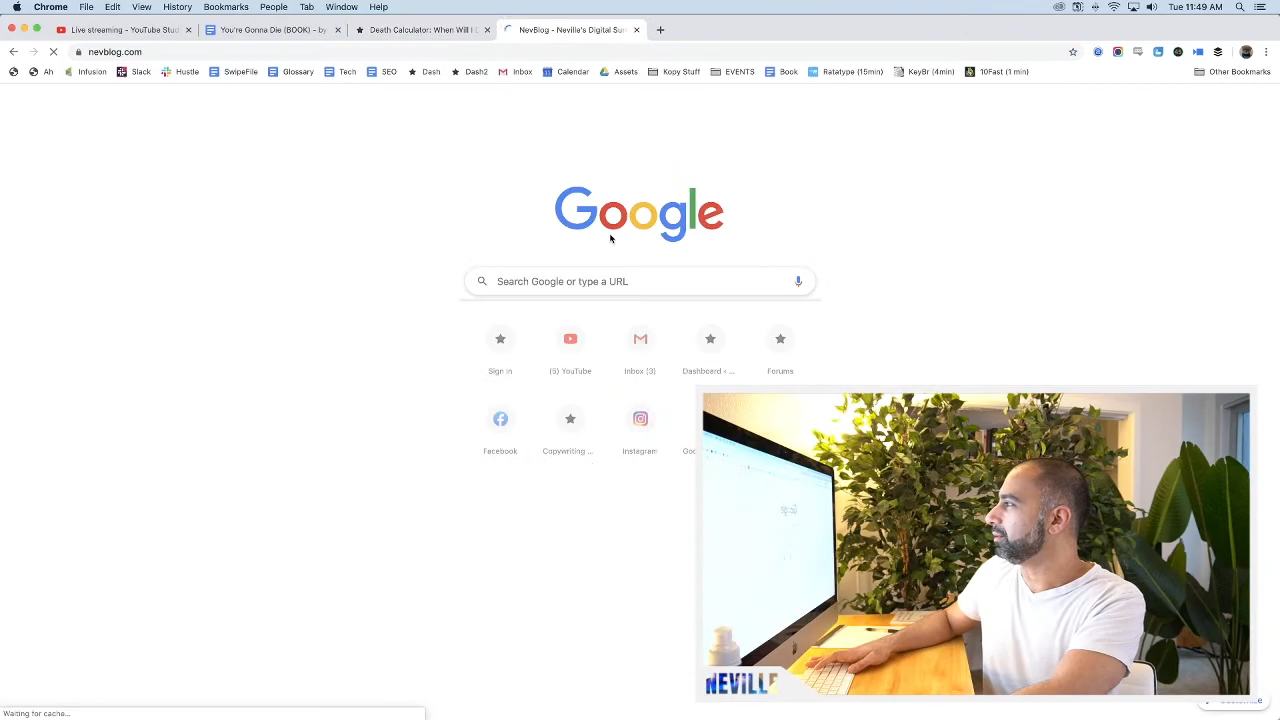 Chrome File Edit View History Bookmarks People Tab Window Help Tue 11:49 AM
Live streaming - YouTube Stud You're Gonna Die (BOOK) - by Death Calculator: When Will I D NevBlog - Neville's Digital Sur
nevblog.com
Ah Infusion Slack Hustle SwipeFile Glossary Tech SEO Dash Dash2 Inbox Calendar Assets Kopy Stuff EVENTS Book Ratatype (15min) KeyBr (4min) 10Fast (1 min) Other Bookmarks
Google
Search Google or type a URL
Sign in (5) YouTube Inbox (3) Dashboard ‹ ... Forums
Facebook Copywriting ... Instagram Goo
NEVILLE
Customize
Waiting for cache...